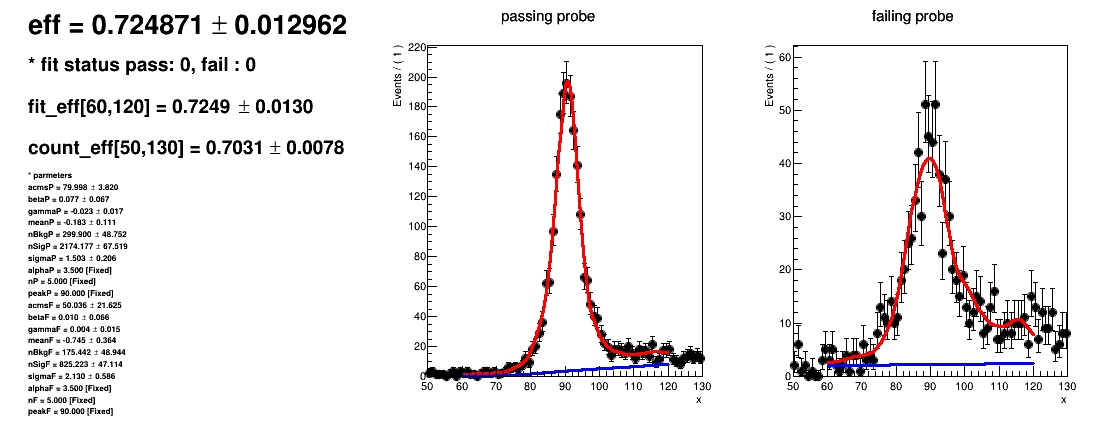 eff = 0.724871 ± 0.012962
* fit status pass: 0, fail : 0
fit_eff[60,120] = 0.7249 ± 0.0130
count_eff[50,130] = 0.7031 ± 0.0078
* parmeters
acmsP = 79.998 ± 3.820
betaP = 0.077 ± 0.067
gammaP = -0.023 ± 0.017
meanP = -0.183 ± 0.111
nBkgP = 299.900 ± 48.752
nSigP = 2174.177 ± 67.519
sigmaP = 1.503 ± 0.206
alphaP = 3.500 [Fixed]
nP = 5.000 [Fixed]
peakP = 90.000 [Fixed]
acmsF = 50.036 ± 21.625
betaF = 0.010 ± 0.066
gammaF = 0.004 ± 0.015
meanF = -0.745 ± 0.364
nBkgF = 175.442 ± 48.944
nSigF = 825.223 ± 47.114
sigmaF = 2.130 ± 0.586
alphaF = 3.500 [Fixed]
nF = 5.000 [Fixed]
peakF = 90.000 [Fixed]
passing probe
Events / ( 1 )
220
200
180
160
140
120
100
80
60
40
20
0
50 60 70 80 90 100 110 120 130
x
failing probe
Events / ( 1 )
60
50
40
30
20
10
0
50 60 70 80 90 100 110 120 130
x